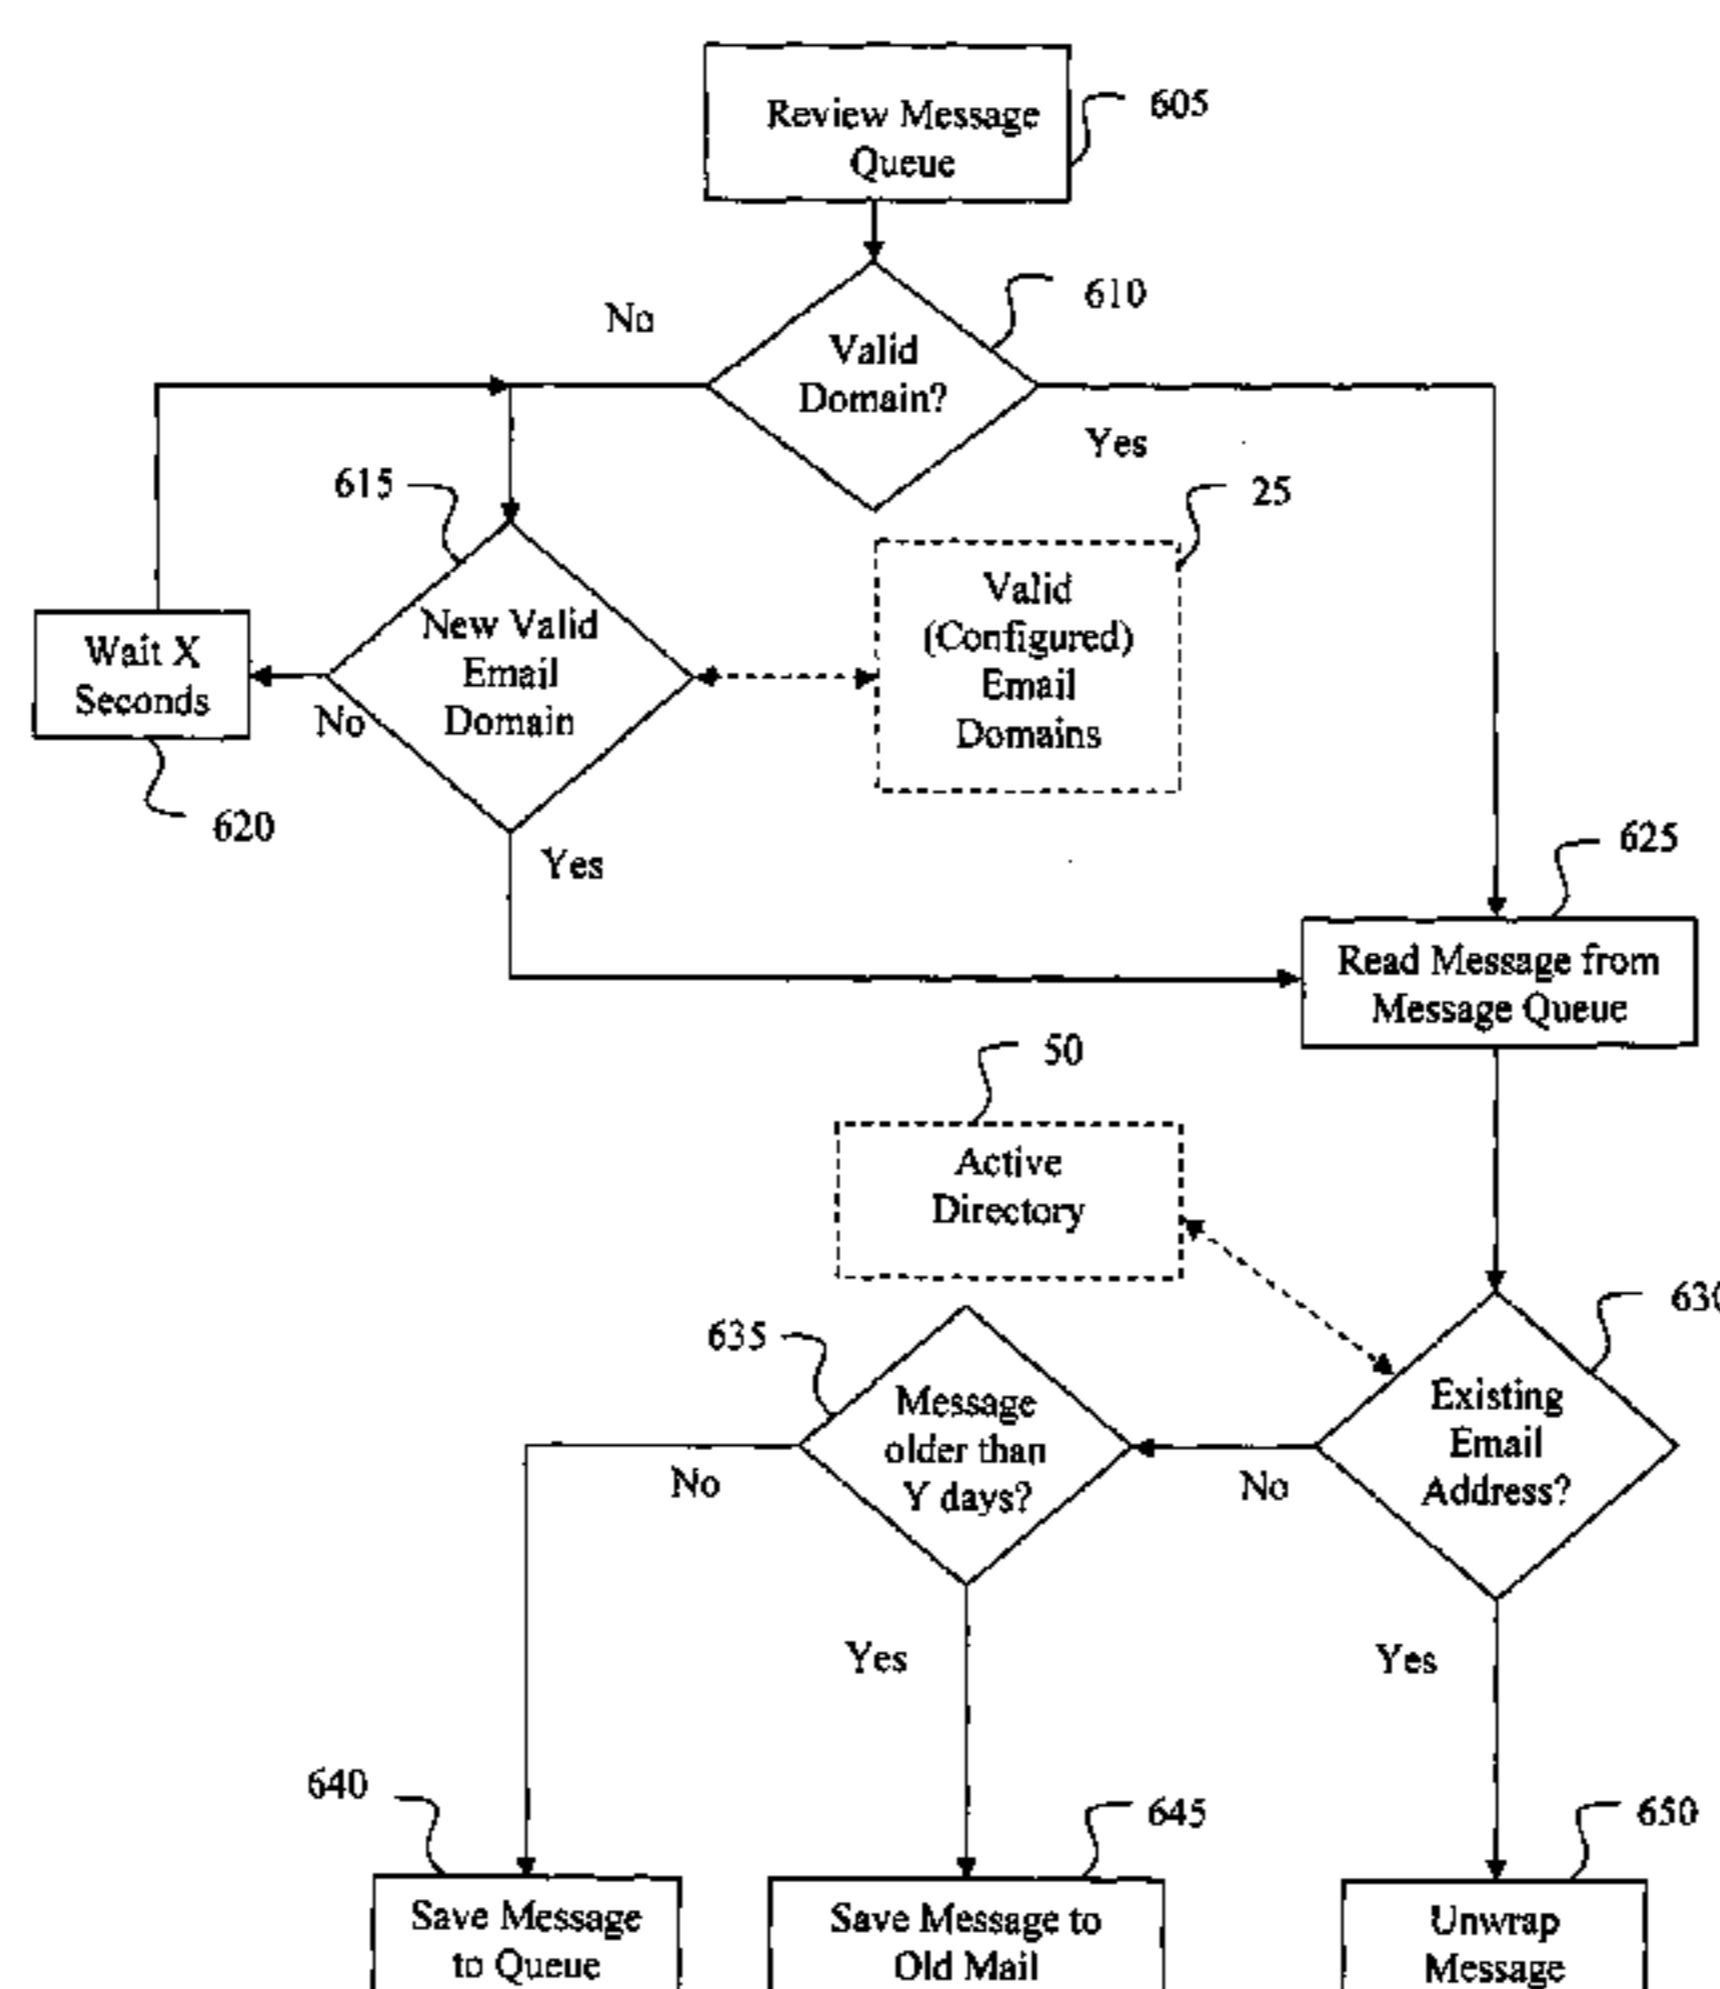 Review Message
Queue
605
610
No
Valid
Domain?
Yes
615
25
New Valid
Email
Domain
Valid
(Configured)
Email
Domains
Wait X
Seconds
No
620
Yes
625
Read Message from
Message Queue
50
Active
Directory
630
635
Message
older than
Y days?
Existing
Email
Address?
No
No
Yes
Yes
640
645
650
Save Message
to Queue
Save Message to
Old Mail
Unwrap
Message